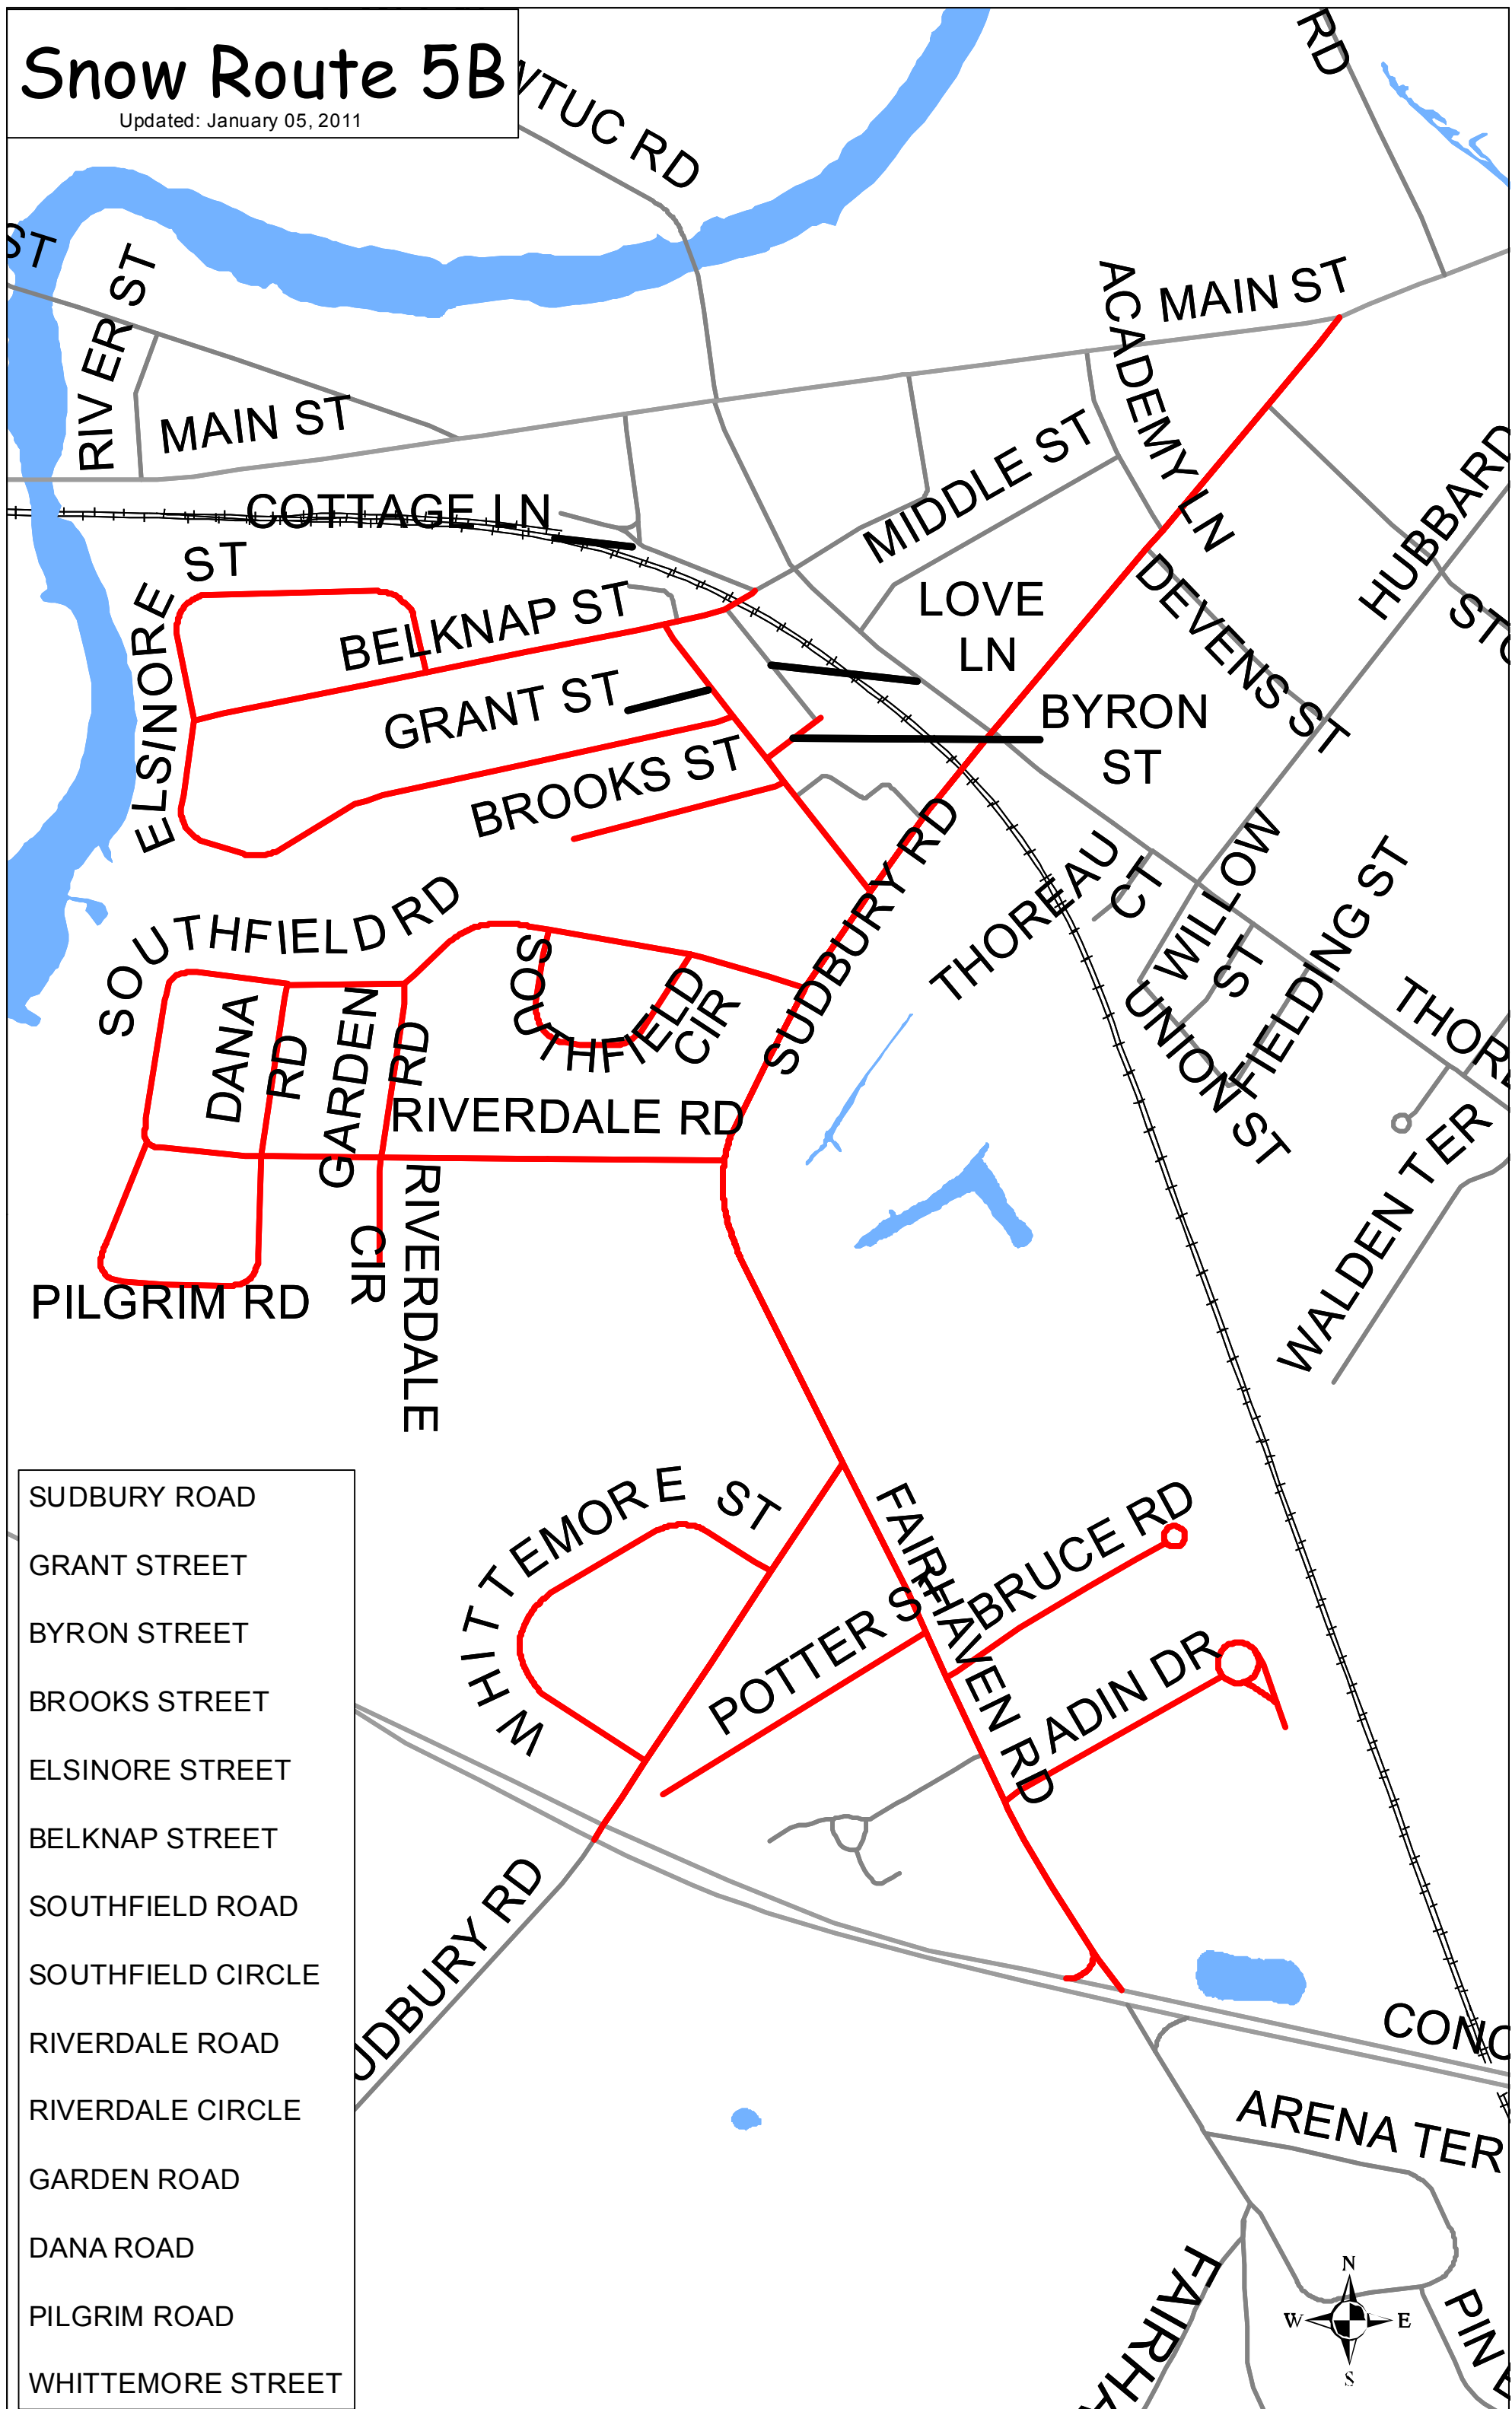 Snow Route 5B
Updated: January 05, 2011
RD
ST
RIVER ST
MAIN ST
MAIN ST
ACADEMY LN
COTTAGE LN
MIDDLE ST
HUBBARD
ELSINORE ST
BELKNAP ST
LOVE
LN
DEVENS ST
GRANT ST
BYRON
ST
BROOKS ST
SUDBURY RD
THOREAU
CT
WILLOW
ST
FIELDING ST
UNION ST
SOUTHFIELD RD
SOUTHFIELD
CIR
DANA
RD
GARDEN
RD
RIVERDALE RD
RIVERDALE
CIR
PILGRIM RD
WALDEN TER
WHITTEMORE ST
FAIRHAVEN RD
BRUCE RD
POTTER ST
ADIN DR
SUDBURY ROAD
GRANT STREET
BYRON STREET
BROOKS STREET
ELSINORE STREET
BELKNAP STREET
SOUTHFIELD ROAD
SOUTHFIELD CIRCLE
RIVERDALE ROAD
RIVERDALE CIRCLE
GARDEN ROAD
DANA ROAD
PILGRIM ROAD
WHITTEMORE STREET
UDBURY RD
CONC
ARENA TER
FAIRHA
N
W E
S